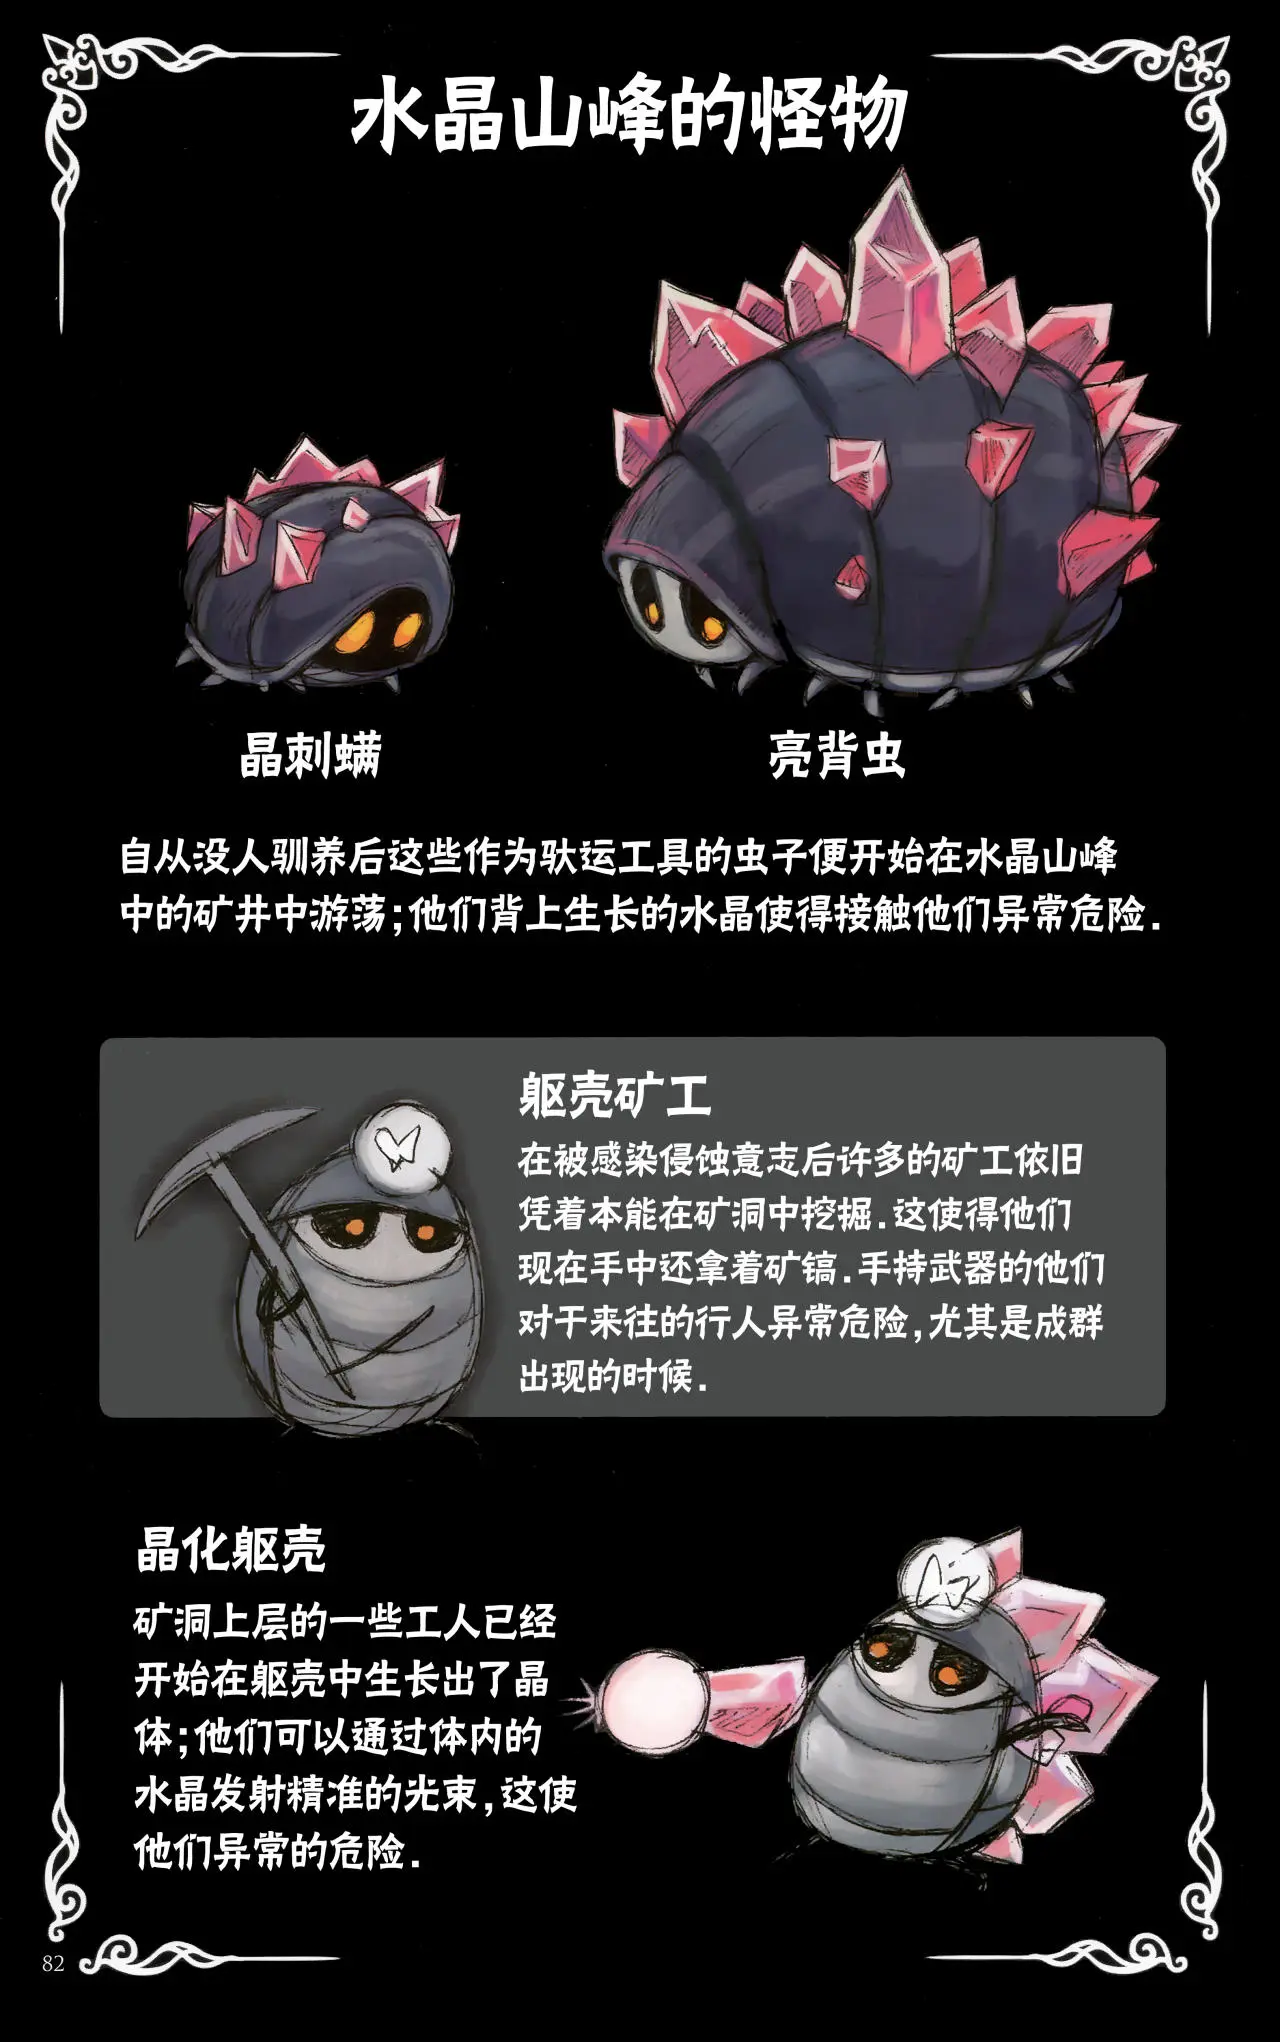 水晶山峰的怪物
晶刺螨
亮背虫
自从没人驯养后这些作为驮运工具的虫子便开始在水晶山峰
中的矿井中游荡;他们背上生长的水晶使得接触他们异常危险.
躯壳矿工
在被感染侵蚀意志后许多的矿工依旧
凭着本能在矿洞中挖掘.这使得他们
现在手中还拿着矿镐.手持武器的他们
对于来往的行人异常危险,尤其是成群
出现的时候.
晶化躯壳
矿洞上层的一些工人已经
开始在躯壳中生长出了晶
体;他们可以通过体内的
水晶发射精准的光束,这使
他们异常的危险.
82